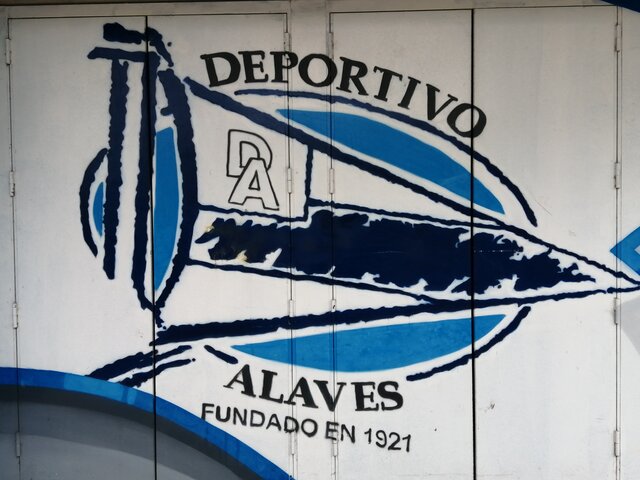 DEPORTIVO
DA
ALAVES
FUNDADO EN 1921